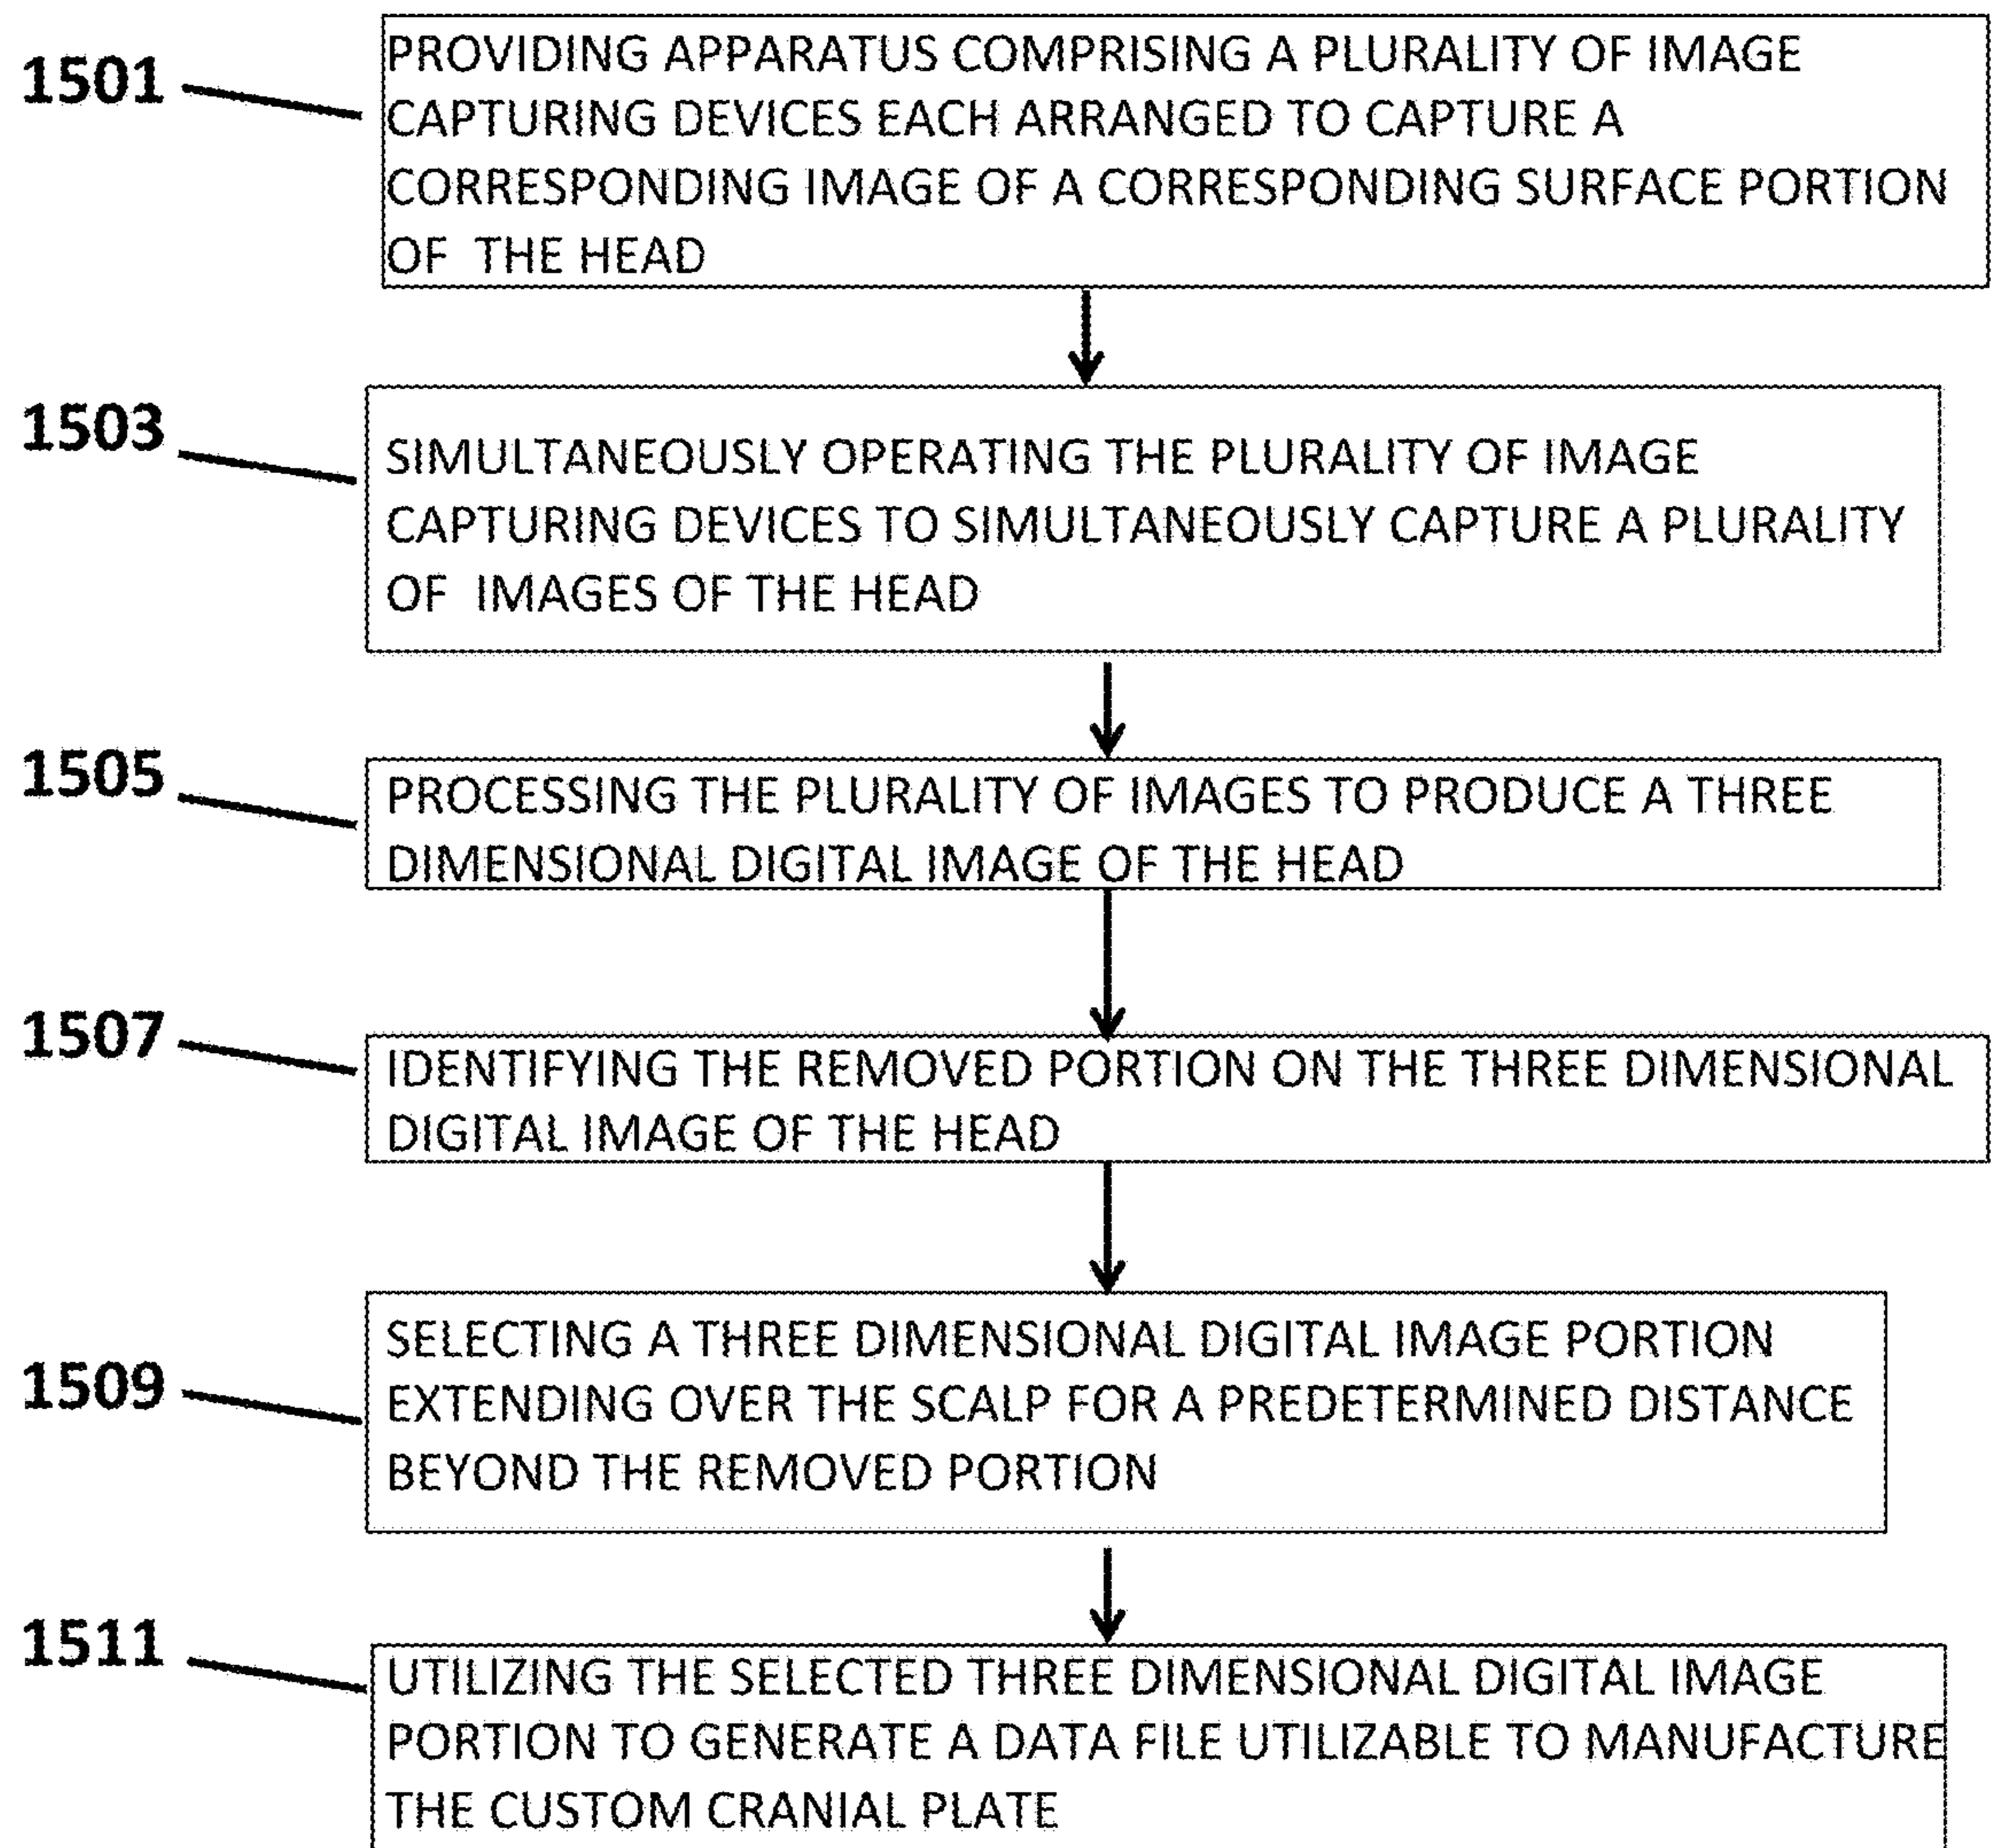 1501
PROVIDING APPARATUS COMPRISING A PLURALITY OF IMAGE
CAPTURING DEVICES EACH ARRANGED TO CAPTURE A
CORRESPONDING IMAGE OF A CORRESPONDING SURFACE PORTION
OF THE HEAD
1503
SIMULTANEOUSLY OPERATING THE PLURALITY OF IMAGE
CAPTURING DEVICES TO SIMULTANEOUSLY CAPTURE A PLURALITY
OF IMAGES OF THE HEAD
1505
PROCESSING THE PLURALITY OF IMAGES TO PRODUCE A THREE
DIMENSIONAL DIGITAL IMAGE OF THE HEAD
1507
IDENTIFYING THE REMOVED PORTION ON THE THREE DIMENSIONAL
DIGITAL IMAGE OF THE HEAD
1509
SELECTING A THREE DIMENSIONAL DIGITAL IMAGE PORTION
EXTENDING OVER THE SCALP FOR A PREDETERMINED DISTANCE
BEYOND THE REMOVED PORTION
1511
UTILIZING THE SELECTED THREE DIMENSIONAL DIGITAL IMAGE
PORTION TO GENERATE A DATA FILE UTILIZABLE TO MANUFACTURE
THE CUSTOM CRANIAL PLATE